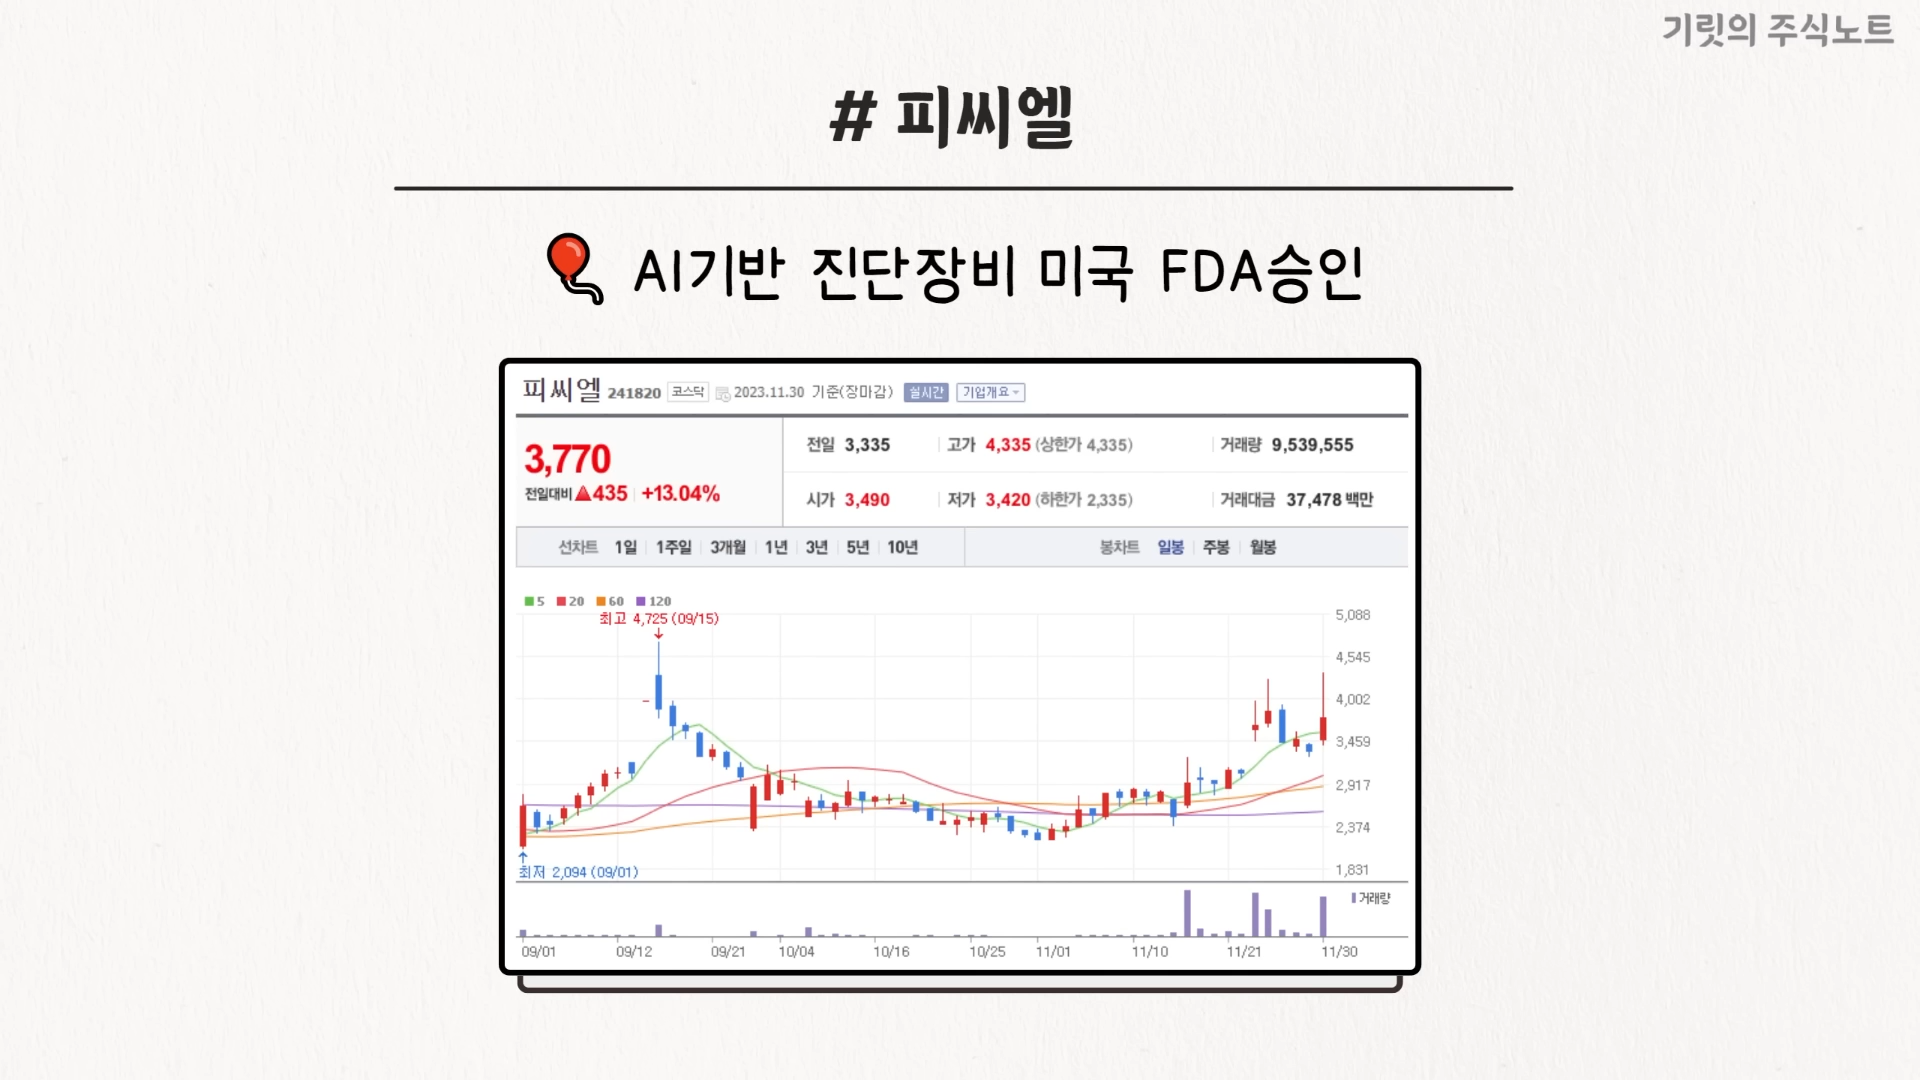 기릿의 주식노트
# 피씨엘
AI기반 진단장비 미국 FDA승인
피씨엘 241820 코스닥 2023.11.30 기준(장마감) 실시간 기업개요
3,770
전일대비 ▲435 +13.04%
전일 3,335 고가 4,335 (상한가 4,335) 거래량 9,539,555
시가 3,490 저가 3,420 (하한가 2,335) 거래대금 37,478 백만
선차트 1일 1주일 3개월 1년 3년 5년 10년 봉차트 일봉 주봉 월봉
5 20 60 120
최고 4,725 (09/15)
5,088
4,545
4,002
3,459
2,917
2,374
1,831
최저 2,094 (09/01)
거래량
09/01 09/12 09/21 10/04 10/16 10/25 11/01 11/10 11/21 11/30